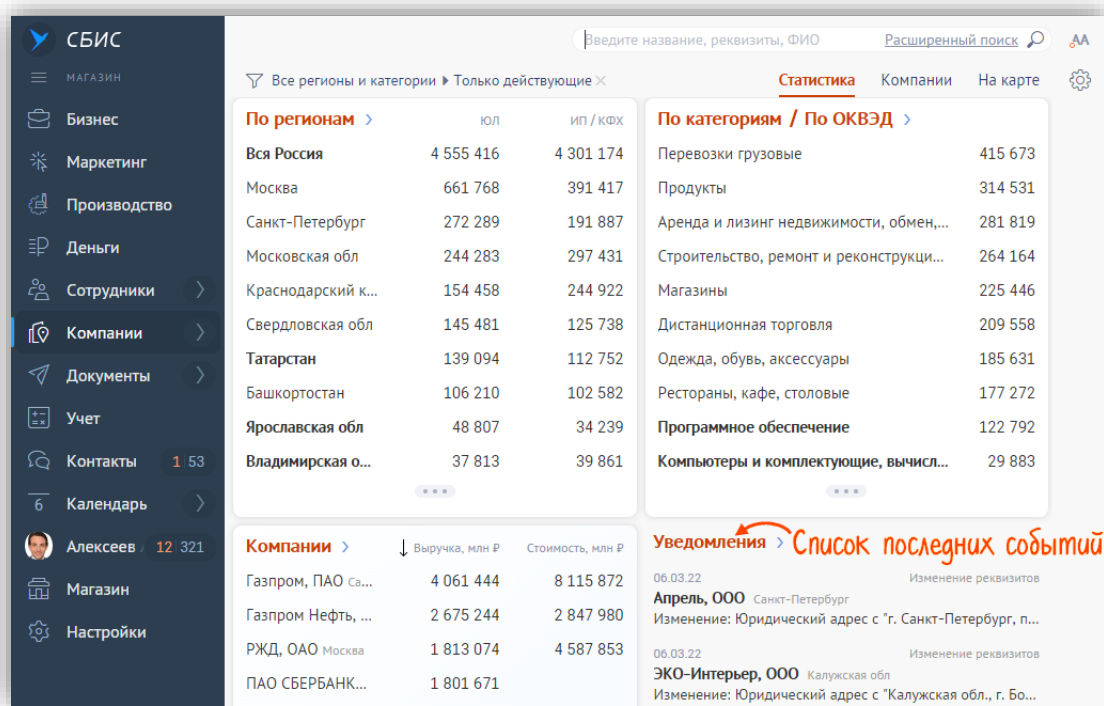 СБИС
Введите название, реквизиты, ФИО Расширенный поиск AA
МАГАЗИН
Все регионы и категории Только действующие
Статистика Компании На карте
Бизнес
Маркетинг
Производство
Деньги
Сотрудники
Компании
Документы
Учет
Контакты 1 53
6 Календарь
Алексеев 12 321
Магазин
Настройки
По регионам ЮЛ ИП / КФХ
Вся Россия 4 555 416 4 301 174
Москва 661 768 391 417
Санкт-Петербург 272 289 191 887
Московская обл 244 283 297 431
Краснодарский к... 154 458 244 922
Свердловская обл 145 481 125 738
Татарстан 139 094 112 752
Башкортостан 106 210 102 582
Ярославская обл 48 807 34 239
Владимирская о... 37 813 39 861
По категориям / По ОКВЭД
Перевозки грузовые 415 673
Продукты 314 531
Аренда и лизинг недвижимости, обмен,... 281 819
Строительство, ремонт и реконструкци... 264 164
Магазины 225 446
Дистанционная торговля 209 558
Одежда, обувь, аксессуары 185 631
Рестораны, кафе, столовые 177 272
Программное обеспечение 122 792
Компьютеры и комплектующие, вычисл... 29 883
Компании Выручка, млн ₽ Стоимость, млн ₽
Газпром, ПАО Са... 4 061 444 8 115 872
Газпром Нефть, ... 2 675 244 2 847 980
РЖД, ОАО Москва 1 813 074 4 587 853
ПАО СБЕРБАНК... 1 801 671
Уведомления Список последних событий
06.03.22 Изменение реквизитов
Апрель, ООО Санкт-Петербург
Изменение: Юридический адрес с "г. Санкт-Петербург, п...
06.03.22 Изменение реквизитов
ЭКО-Интерьер, ООО Калужская обл
Изменение: Юридический адрес с "Калужская обл., г. Бо...